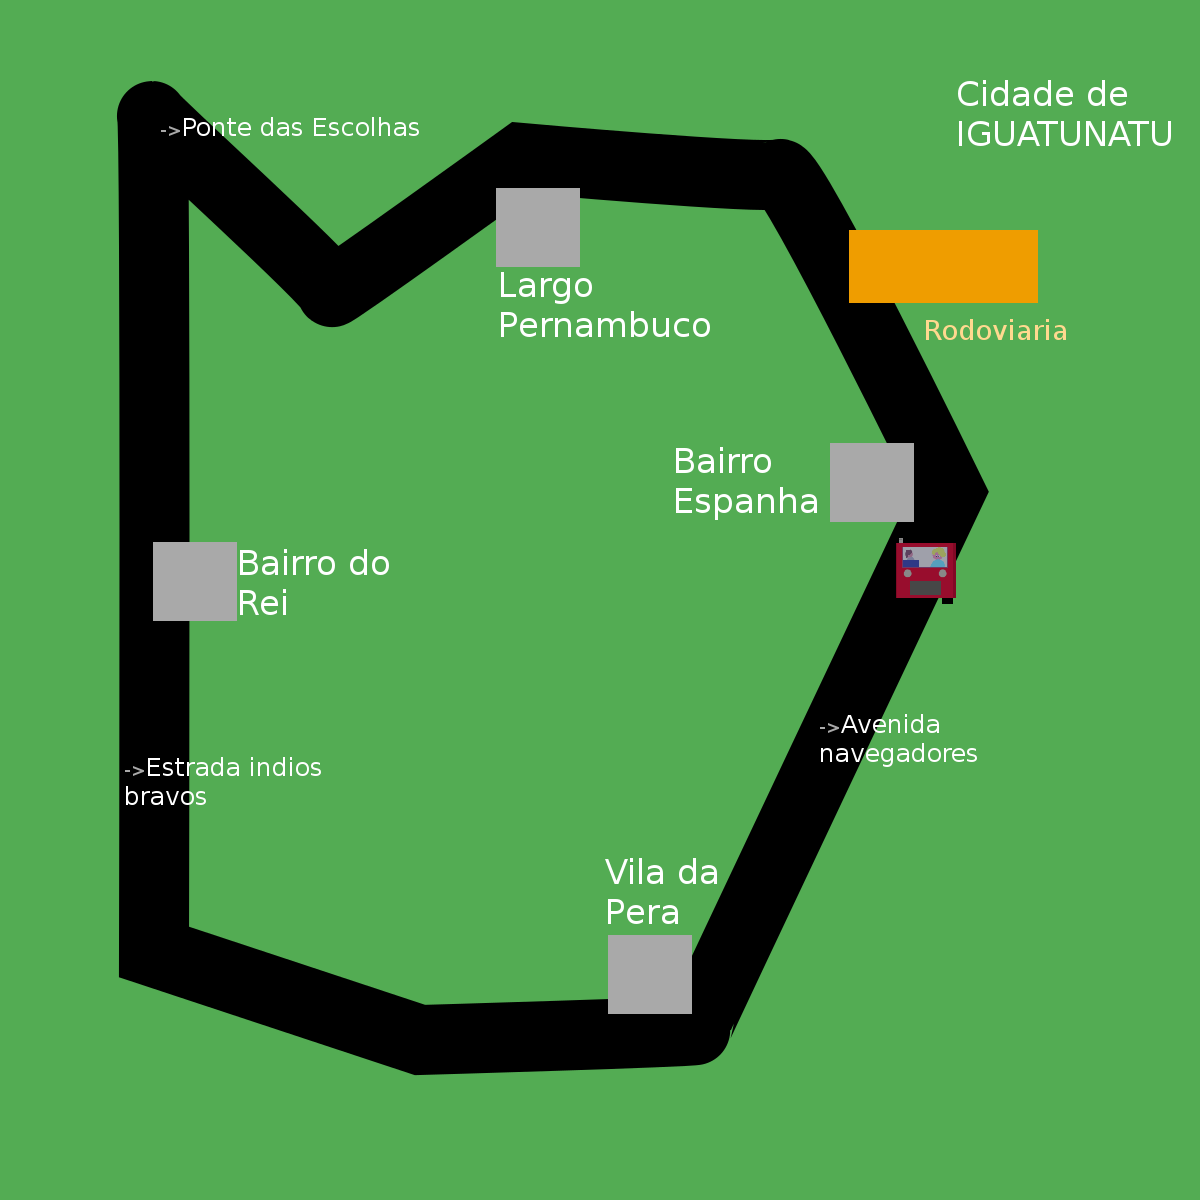 Cidade de
IGUATUNATU
->Ponte das Escolhas
Largo
Pernambuco
Rodoviaria
Bairro
Espanha
Bairro do
Rei
->Avenida
navegadores
->Estrada indios
bravos
Vila da
Pera